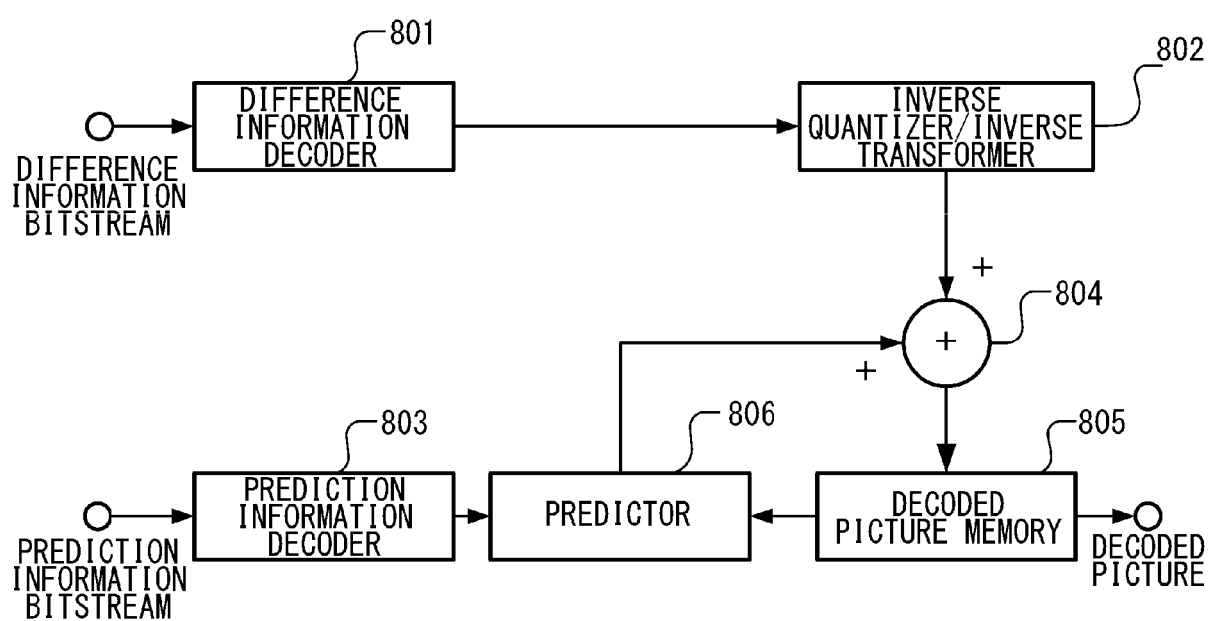 801
DIFFERENCE
INFORMATION
DECODER
802
INVERSE
QUANTIZER/INVERSE
TRANSFORMER
DIFFERENCE
INFORMATION
BITSTREAM
+
804
+
+
803
806
805
PREDICTION
INFORMATION
DECODER
PREDICTOR
DECODED
PICTURE MEMORY
PREDICTION
INFORMATION
BITSTREAM
DECODED
PICTURE